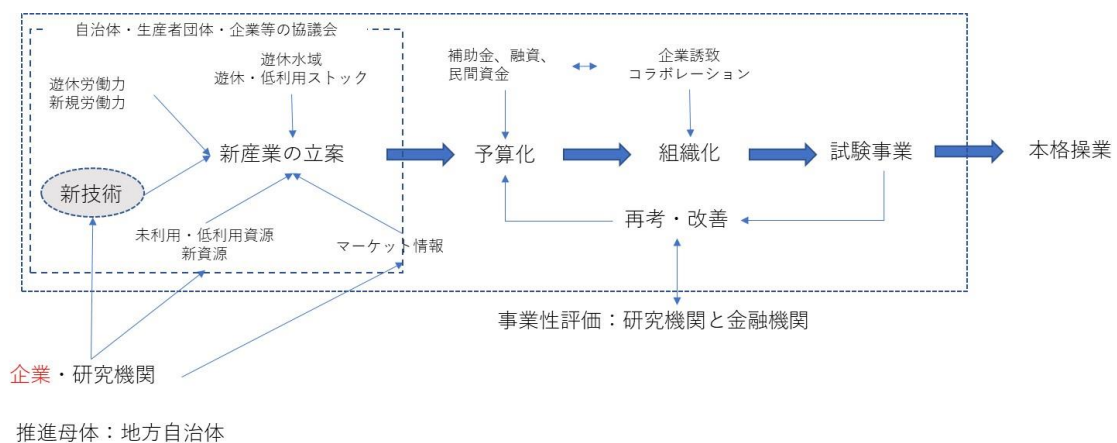 自治体・生産者団体・企業等の協議会
遊休水域
遊休・低利用ストック
遊休労働力
新規労働力
補助金、融資、
民間資金
企業誘致
コラボレーション
新産業の立案
予算化
組織化
試験事業
本格操業
新技術
再考・改善
未利用・低利用資源
新資源
マーケット情報
事業性評価：研究機関と金融機関
企業・研究機関
推進母体：地方自治体